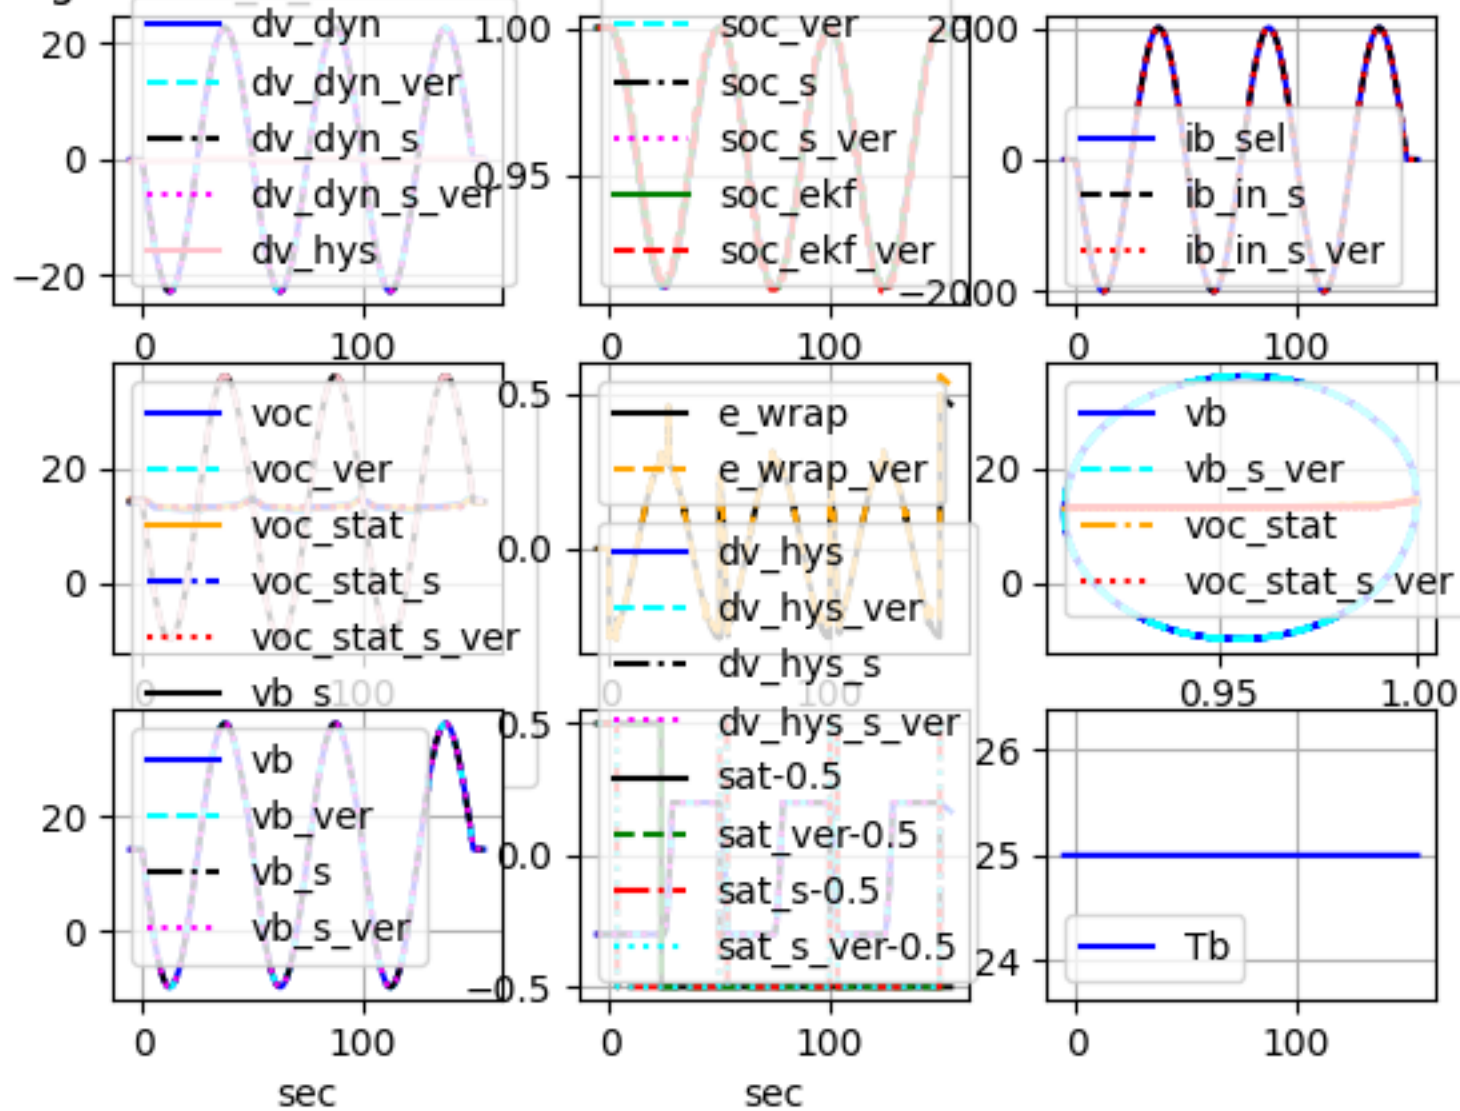 dv_dyn
dv_dyn_ver
dv_dyn_s
dv_dyn_s_ver
dv_hys
20
0
−20
0
100
soc_ver
soc_s
soc_s_ver
soc_ekf
soc_ekf_ver
1.00
0.95
0
100
ib_sel
ib_in_s
ib_in_s_ver
2000
0
−2000
0
100
voc
voc_ver
voc_stat
voc_stat_s
voc_stat_s_ver
vb_s
20
0
0
100
e_wrap
e_wrap_ver
0.5
0.0
0
100
vb
vb_s_ver
voc_stat
voc_stat_s_ver
20
0
0.95
1.00
vb
vb_ver
vb_s
vb_s_ver
20
0
0
100
sec
dv_hys
dv_hys_ver
dv_hys_s
dv_hys_s_ver
sat-0.5
sat_ver-0.5
sat_s-0.5
sat_s_ver-0.5
0.5
0.0
−0.5
0
100
sec
Tb
26
25
24
0
100